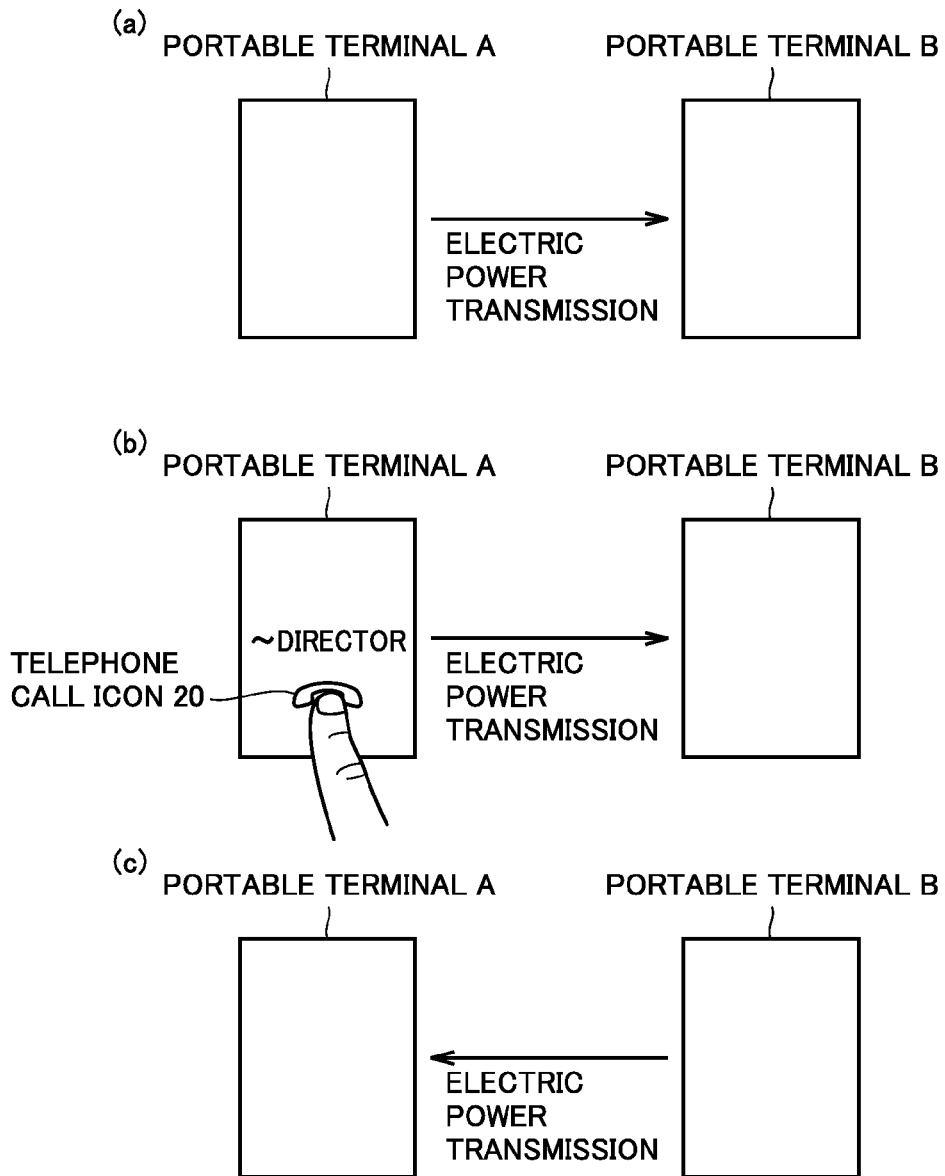 (a)
PORTABLE TERMINAL A
PORTABLE TERMINAL B
ELECTRIC
POWER
TRANSMISSION
(b)
PORTABLE TERMINAL A
PORTABLE TERMINAL B
~DIRECTOR
TELEPHONE
CALL ICON 20
ELECTRIC
POWER
TRANSMISSION
(c)
PORTABLE TERMINAL A
PORTABLE TERMINAL B
ELECTRIC
POWER
TRANSMISSION